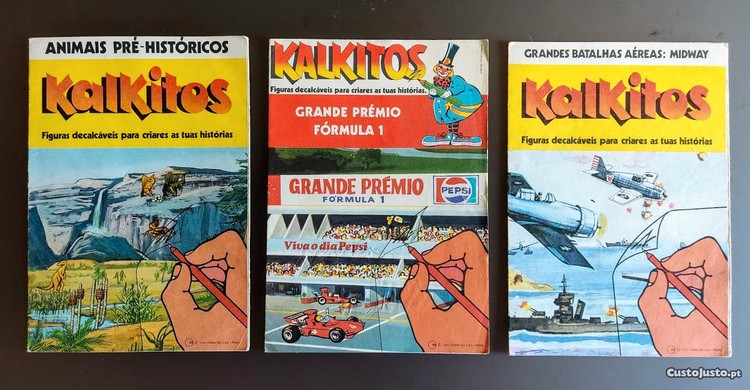 ANIMAIS PRÉ-HISTÓRICOS
Kalkitos
Figuras decalcáveis para criares as tuas histórias
KALKITOS
Figuras decalcáveis para criares as tuas histórias.
GRANDE PRÉMIO
FÓRMULA 1
GRANDE PRÉMIO
FÓRMULA 1
PEPSI
Viva o dia Pepsi
GRANDES BATALHAS AÉREAS: MIDWAY
Kalkitos
Figuras decalcáveis para criares as tuas histórias
CustoJusto.pt